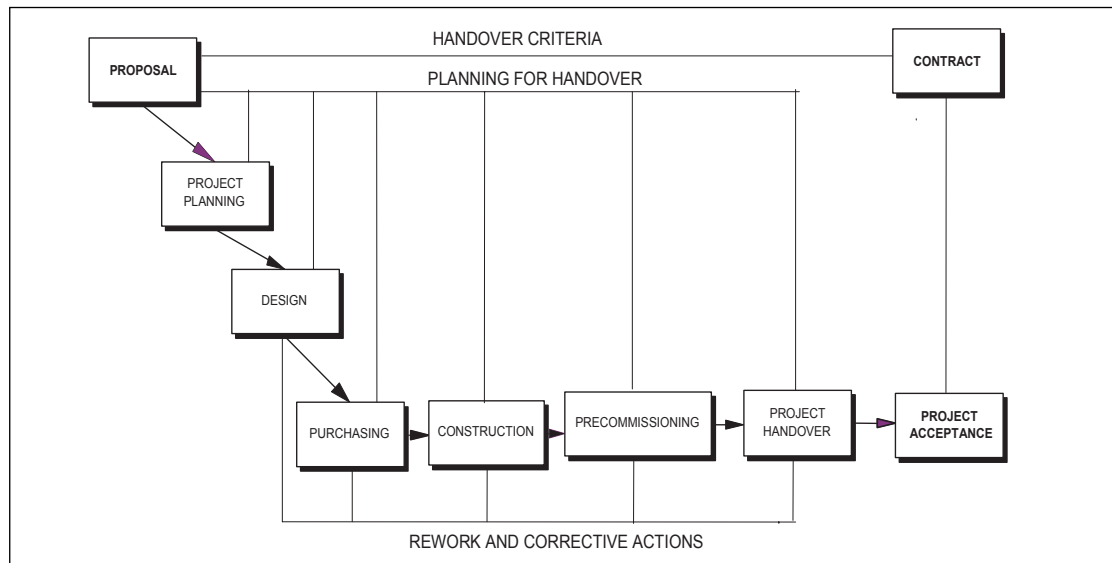 HANDOVER CRITERIA
PROPOSAL
CONTRACT
PLANNING FOR HANDOVER
PROJECT
PLANNING
DESIGN
PURCHASING
CONSTRUCTION
PRECOMMISSIONING
PROJECT
HANDOVER
PROJECT
ACCEPTANCE
REWORK AND CORRECTIVE ACTIONS